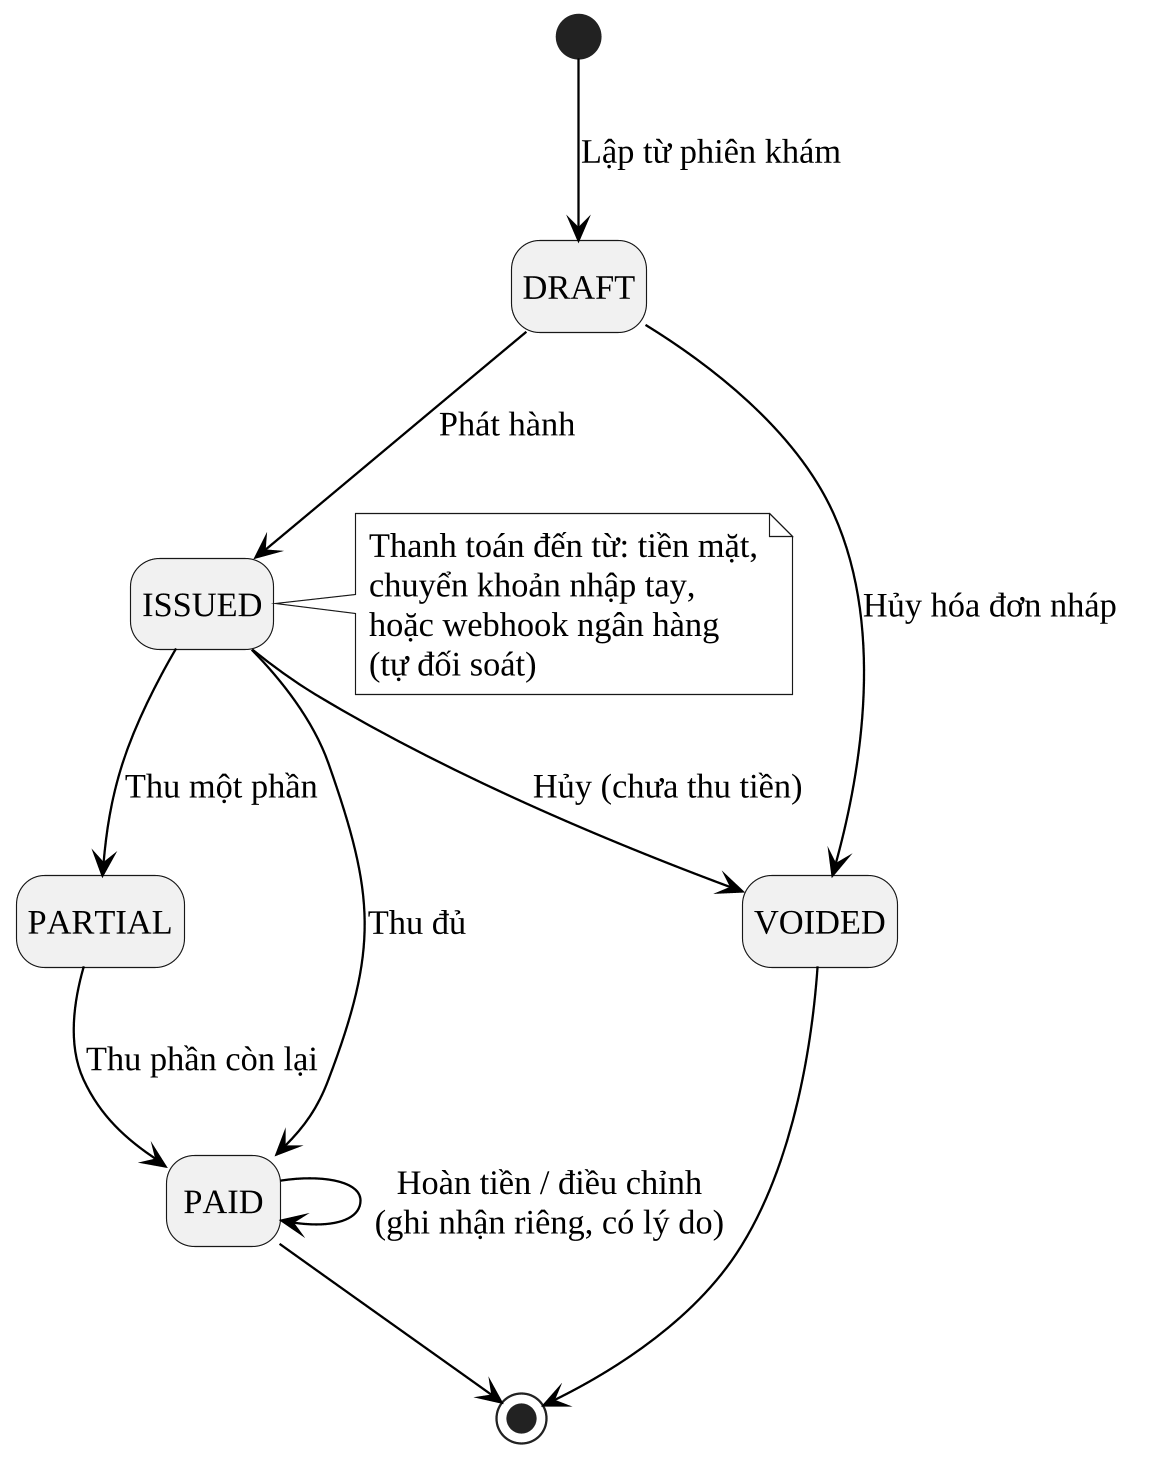 Lập từ phiên khám
DRAFT
Phát hành
Thanh toán đến từ: tiền mặt,
chuyển khoản nhập tay,
hoặc webhook ngân hàng
(tự đối soát)
ISSUED
Hủy hóa đơn nháp
Thu một phần
Hủy (chưa thu tiền)
PARTIAL
Thu đủ
VOIDED
Thu phần còn lại
PAID
Hoàn tiền / điều chỉnh
(ghi nhận riêng, có lý do)